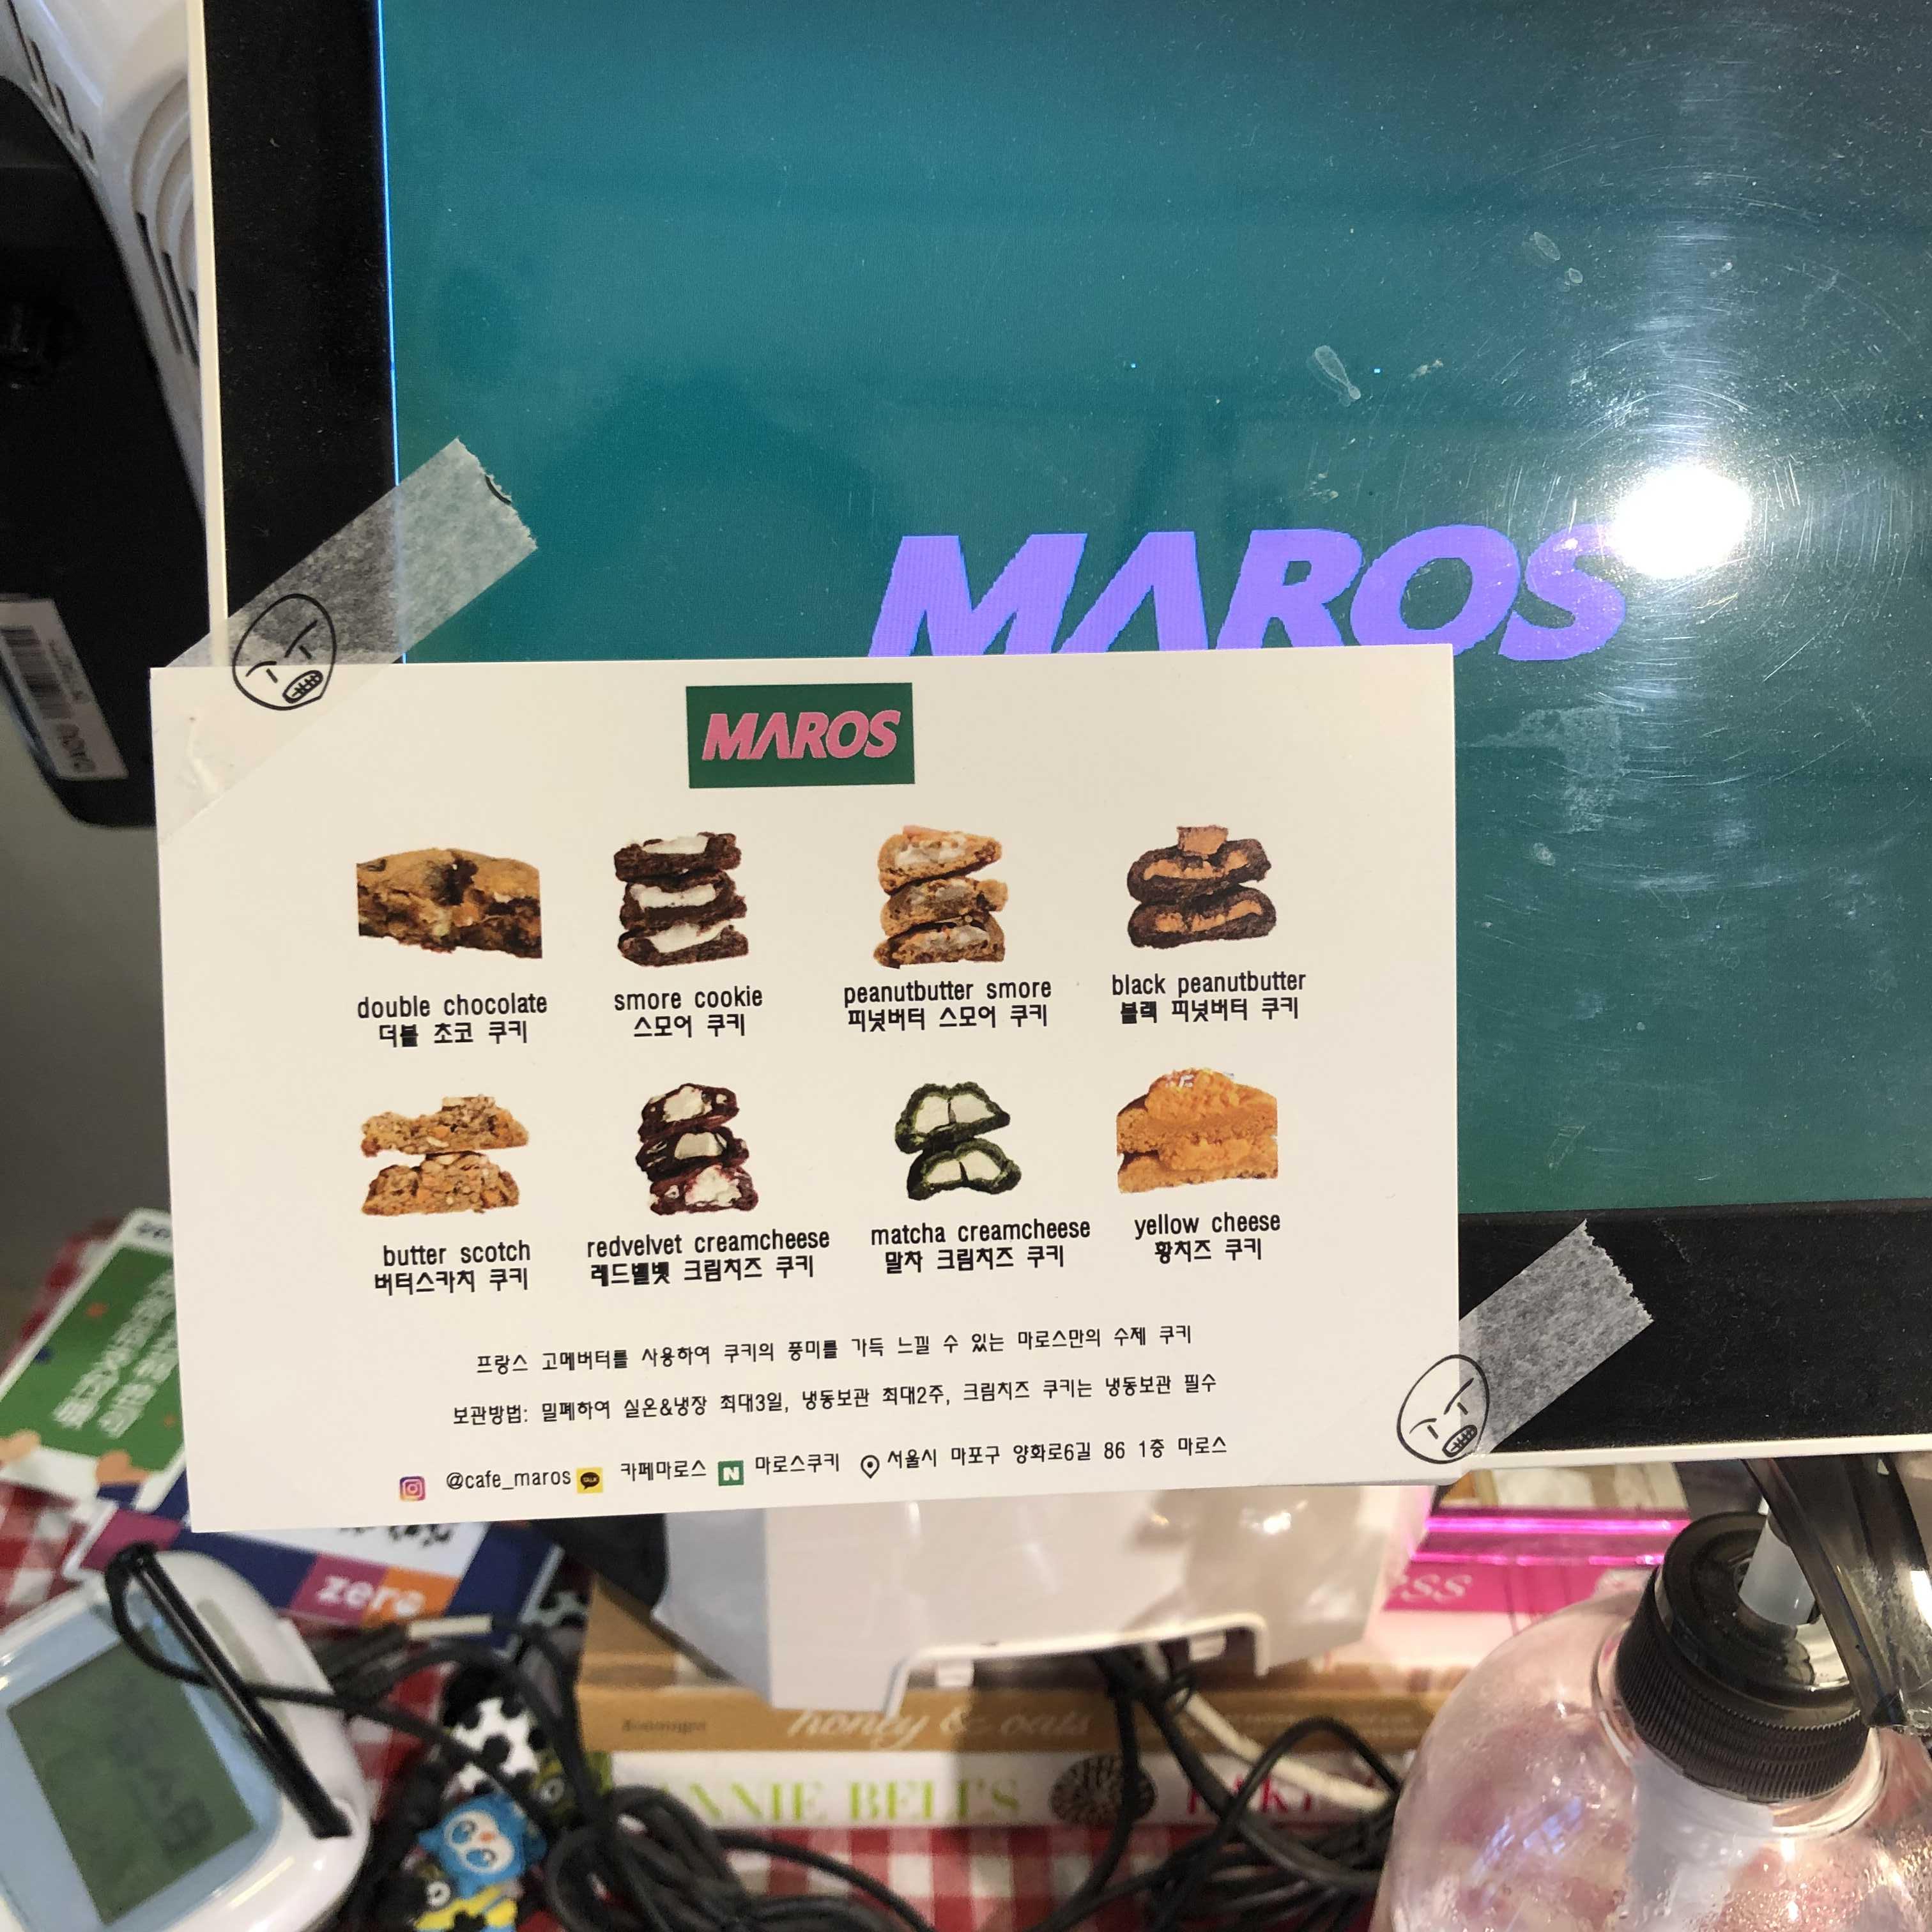 MAROS
MAROS
double chocolate
더블 초코 쿠키
smore cookie
스모어 쿠키
peanutbutter smore
피넛버터 스모어 쿠키
black peanutbutter
블랙 피넛버터 쿠키
butter scotch
버터스카치 쿠키
redvelvet creamcheese
레드벨벳 크림치즈 쿠키
matcha creamcheese
말차 크림치즈 쿠키
yellow cheese
황치즈 쿠키
프랑스 고메버터를 사용하여 쿠키의 풍미를 가득 느낄 수 있는 마로스만의 수제 쿠키
보관방법: 밀폐하여 실온&냉장 최대3일, 냉동보관 최대2주, 크림치즈 쿠키는 냉동보관 필수
@cafe_maros TALK 카페마로스 N 마로스쿠키 서울시 마포구 양화로6길 86 1층 마로스
zero
honey & oats